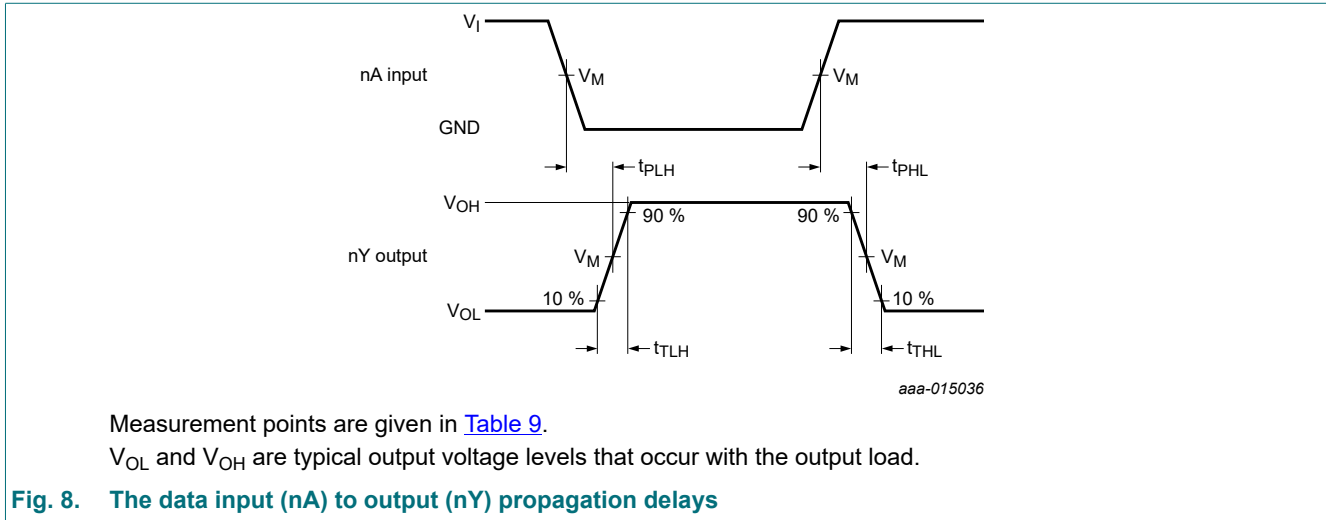 V_I
nA input
V_M
V_M
GND
t_PLH
t_PHL
V_OH
90 %
90 %
nY output
V_M
V_M
10 %
10 %
V_OL
t_TLH
t_THL
aaa-015036
Measurement points are given in Table 9.
V_OL and V_OH are typical output voltage levels that occur with the output load.
Fig. 8. The data input (nA) to output (nY) propagation delays